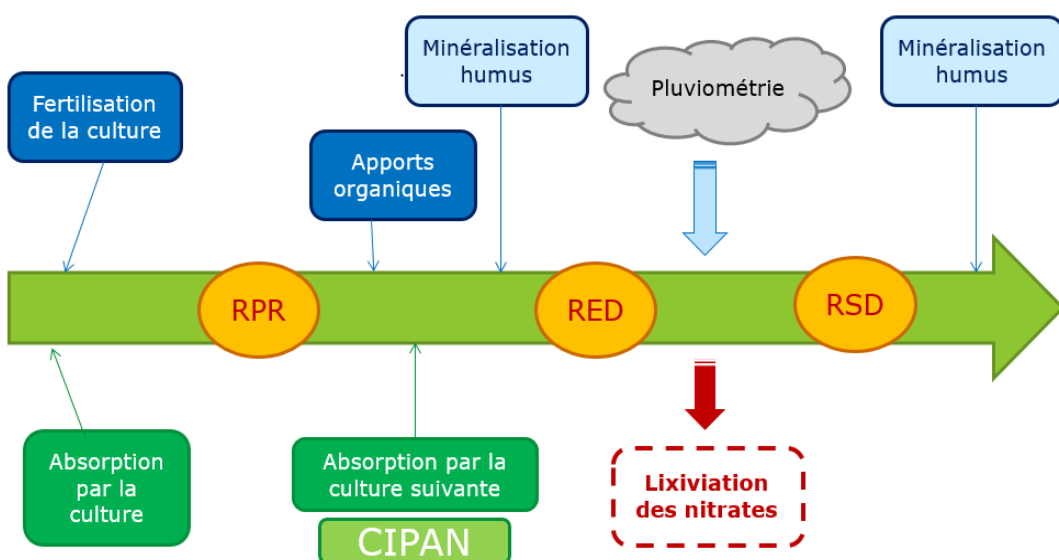 Minéralisation
humus
Minéralisation
humus
Pluviométrie
Fertilisation
de la culture
Apports
organiques
RPR
RED
RSD
Absorption
par la
culture
Absorption par la
culture suivante
CIPAN
Lixiviation
des nitrates